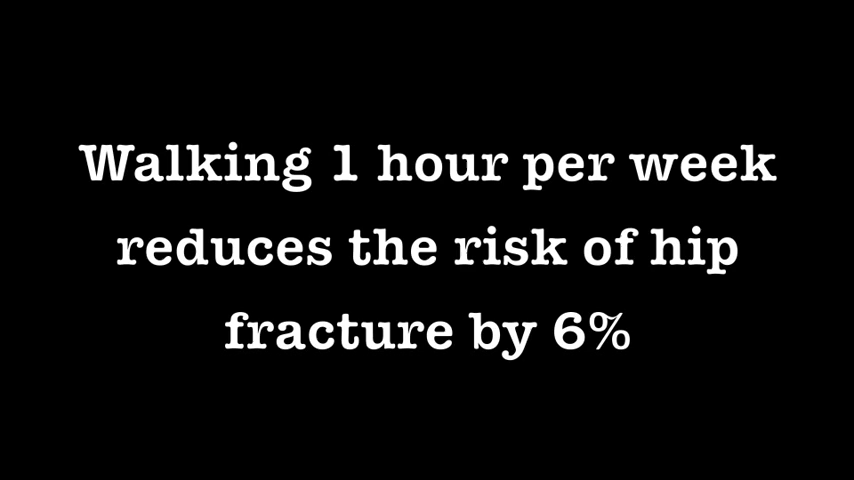 Walking 1 hour per week
reduces the risk of hip
fracture by 6%